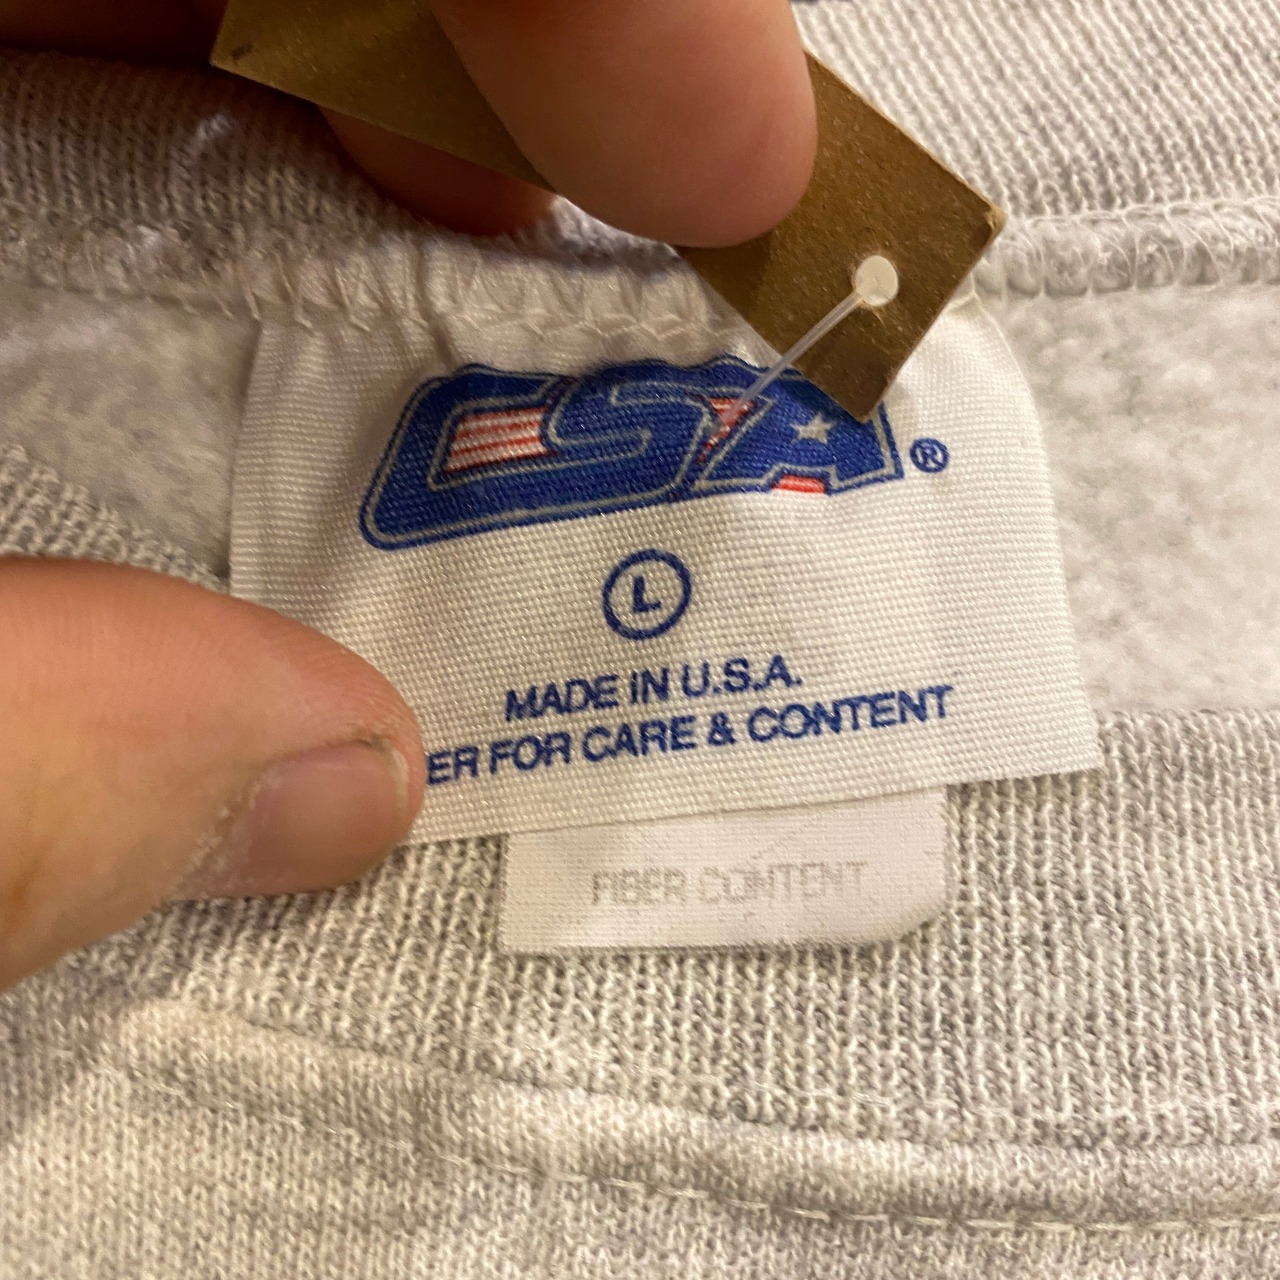 CSA ®
L
MADE IN U.S.A.
ER FOR CARE & CONTENT
FIBER CONTENT